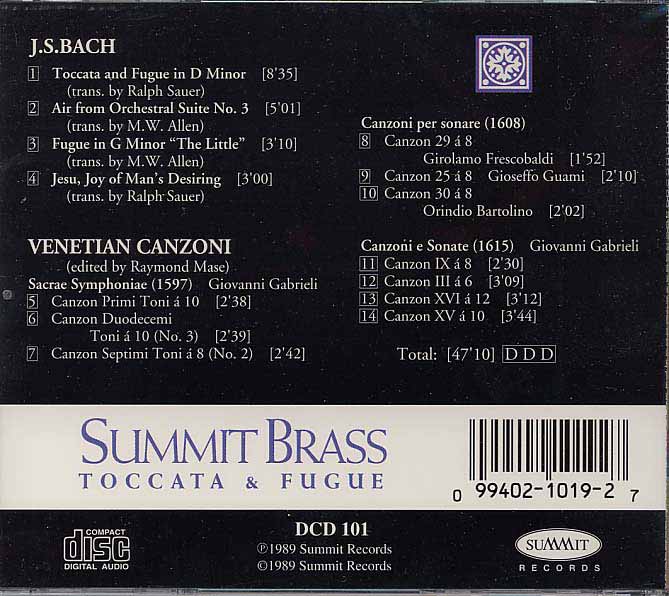 J.S.BACH
1 Toccata and Fugue in D Minor [8'35]
(trans. by Ralph Sauer)
2 Air from Orchestral Suite No. 3 [5'01]
(trans. by M.W. Allen)
3 Fugue in G Minor “The Little” [3'10]
(trans. by M.W. Allen)
4 Jesu, Joy of Man's Desiring [3'00]
(trans. by Ralph Sauer)
VENETIAN CANZONI
(edited by Raymond Mase)
Sacrae Symphoniae (1597) Giovanni Gabrieli
5 Canzon Primi Toni á 10 [2'38]
6 Canzon Duodecemi
Toni á 10 (No. 3) [2'39]
7 Canzon Septimi Toni á 8 (No. 2) [2'42]
Canzoni per sonare (1608)
8 Canzon 29 á 8
Girolamo Frescobaldi [1'52]
9 Canzon 25 á 8 Gioseffo Guami [2'10]
10 Canzon 30 á 8
Orindio Bartolino [2'02]
Canzoni e Sonate (1615) Giovanni Gabrieli
11 Canzon IX á 8 [2'30]
12 Canzon III á 6 [3'09]
13 Canzon XVI á 12 [3'12]
14 Canzon XV á 10 [3'44]
Total: [47'10] D D D
SUMMIT BRASS
TOCCATA & FUGUE
0 99402-1019-2 7
COMPACT
disc
DIGITAL AUDIO
DCD 101
℗1989 Summit Records
©1989 Summit Records
SUMMIT
RECORDS